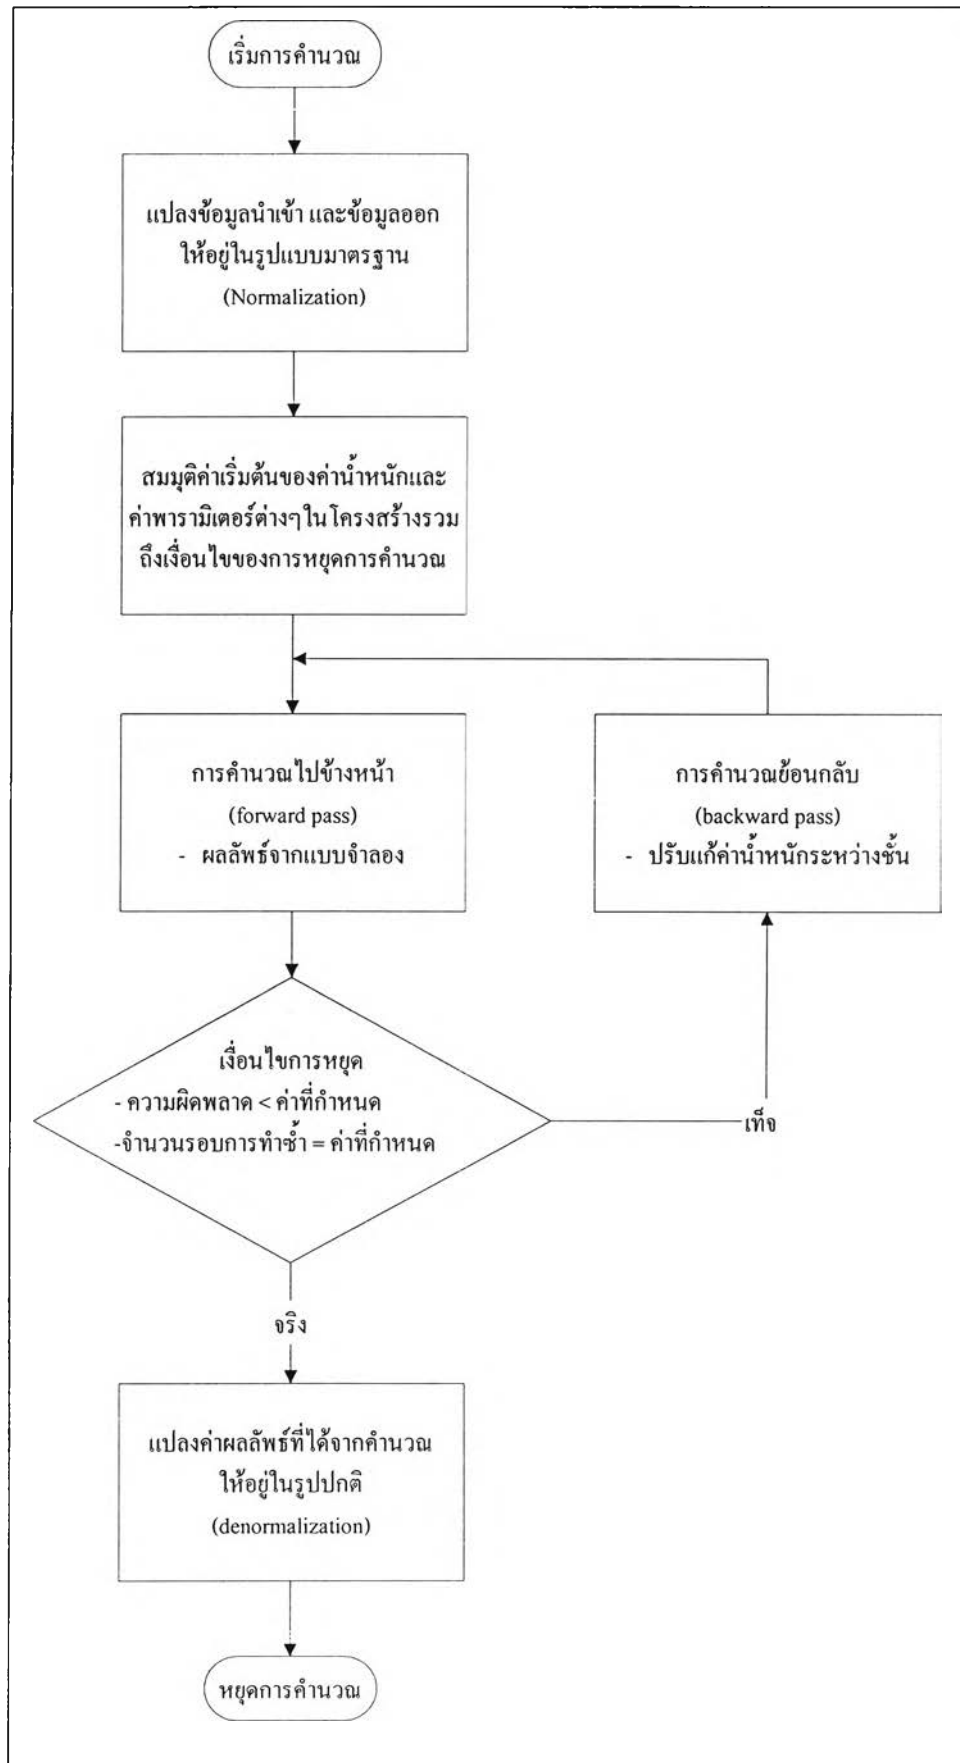 เริ่มการคำนวณ
แปลงข้อมูลนำเข้า และข้อมูลออก
ให้อยู่ในรูปแบบมาตรฐาน
(Normalization)
สมมุติค่าเริ่มต้นของค่าน้ำหนักและ
ค่าพารามิเตอร์ต่างๆในโครงสร้างรวม
ถึงเงื่อนไขของการหยุดการคำนวณ
การคำนวณไปข้างหน้า
(forward pass)
- ผลลัพธ์จากแบบจำลอง
การคำนวณย้อนกลับ
(backward pass)
- ปรับแก้ค่าน้ำหนักระหว่างชั้น
เงื่อนไขการหยุด
- ความผิดพลาด < ค่าที่กำหนด
-จำนวนรอบการทำซ้ำ = ค่าที่กำหนด
เท็จ
จริง
แปลงค่าผลลัพธ์ที่ได้จากคำนวณ
ให้อยู่ในรูปปกติ
(denormalization)
หยุดการคำนวณ